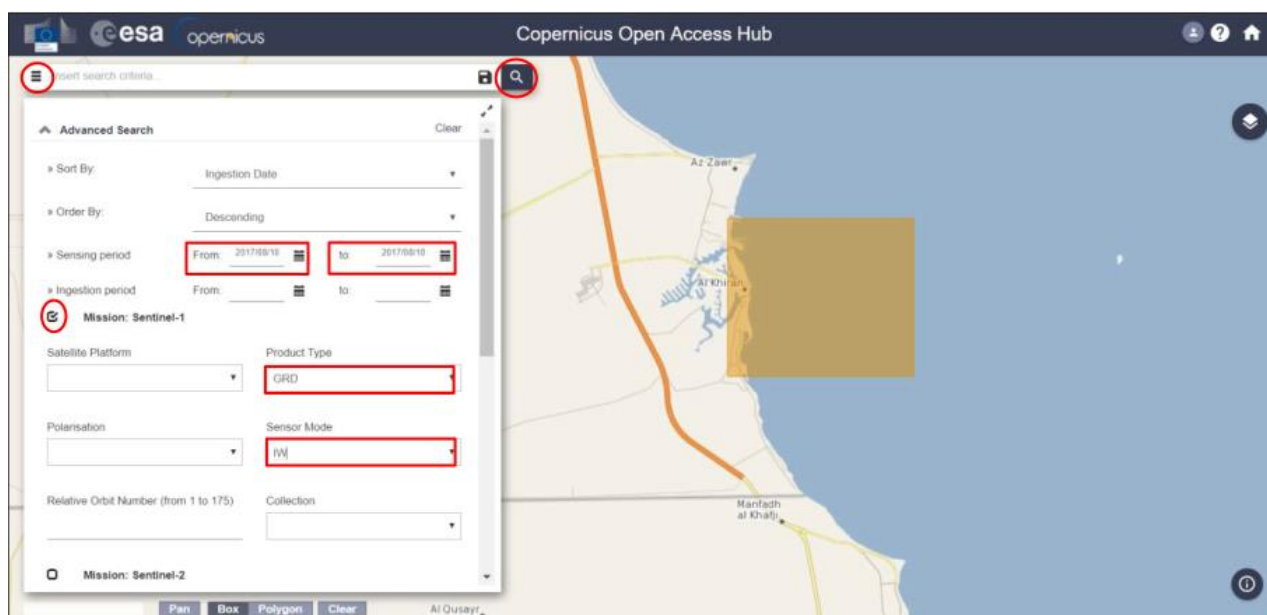 esa opernicus
Copernicus Open Access Hub
Insert search criteria...
Advanced Search Clear
» Sort By: Ingestion Date
» Order By: Descending
» Sensing period From: 2017/08/10 to: 2017/08/10
» Ingestion period From: to:
Mission: Sentinel-1
Satellite Platform Product Type
GRD
Polarisation Sensor Mode
IW
Relative Orbit Number (from 1 to 175) Collection
Mission: Sentinel-2
Pan Box Polygon Clear
Az Zawr
Al Khiran
Manfadh
al Khafji
Al Qusayr